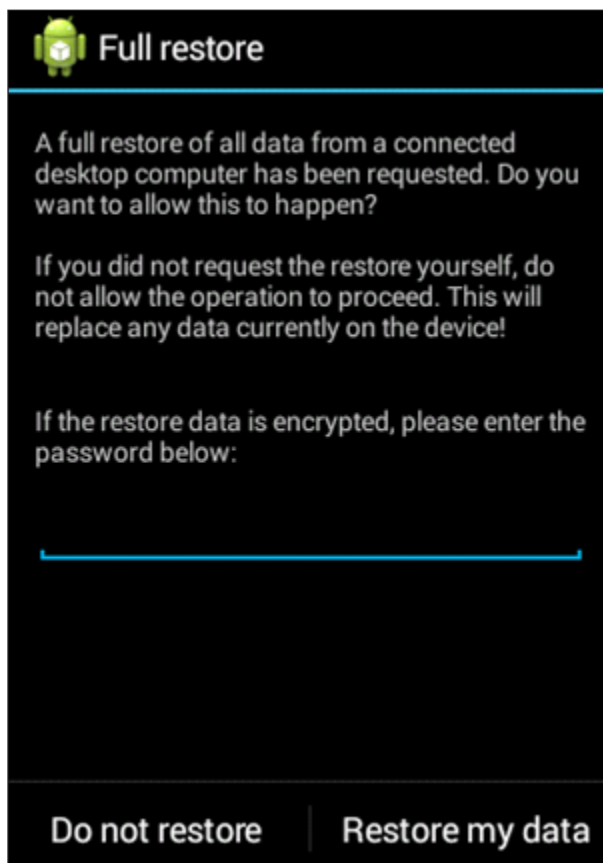 Full restore
A full restore of all data from a connected
desktop computer has been requested. Do you
want to allow this to happen?
If you did not request the restore yourself, do
not allow the operation to proceed. This will
replace any data currently on the device!
If the restore data is encrypted, please enter the
password below:
Do not restore Restore my data